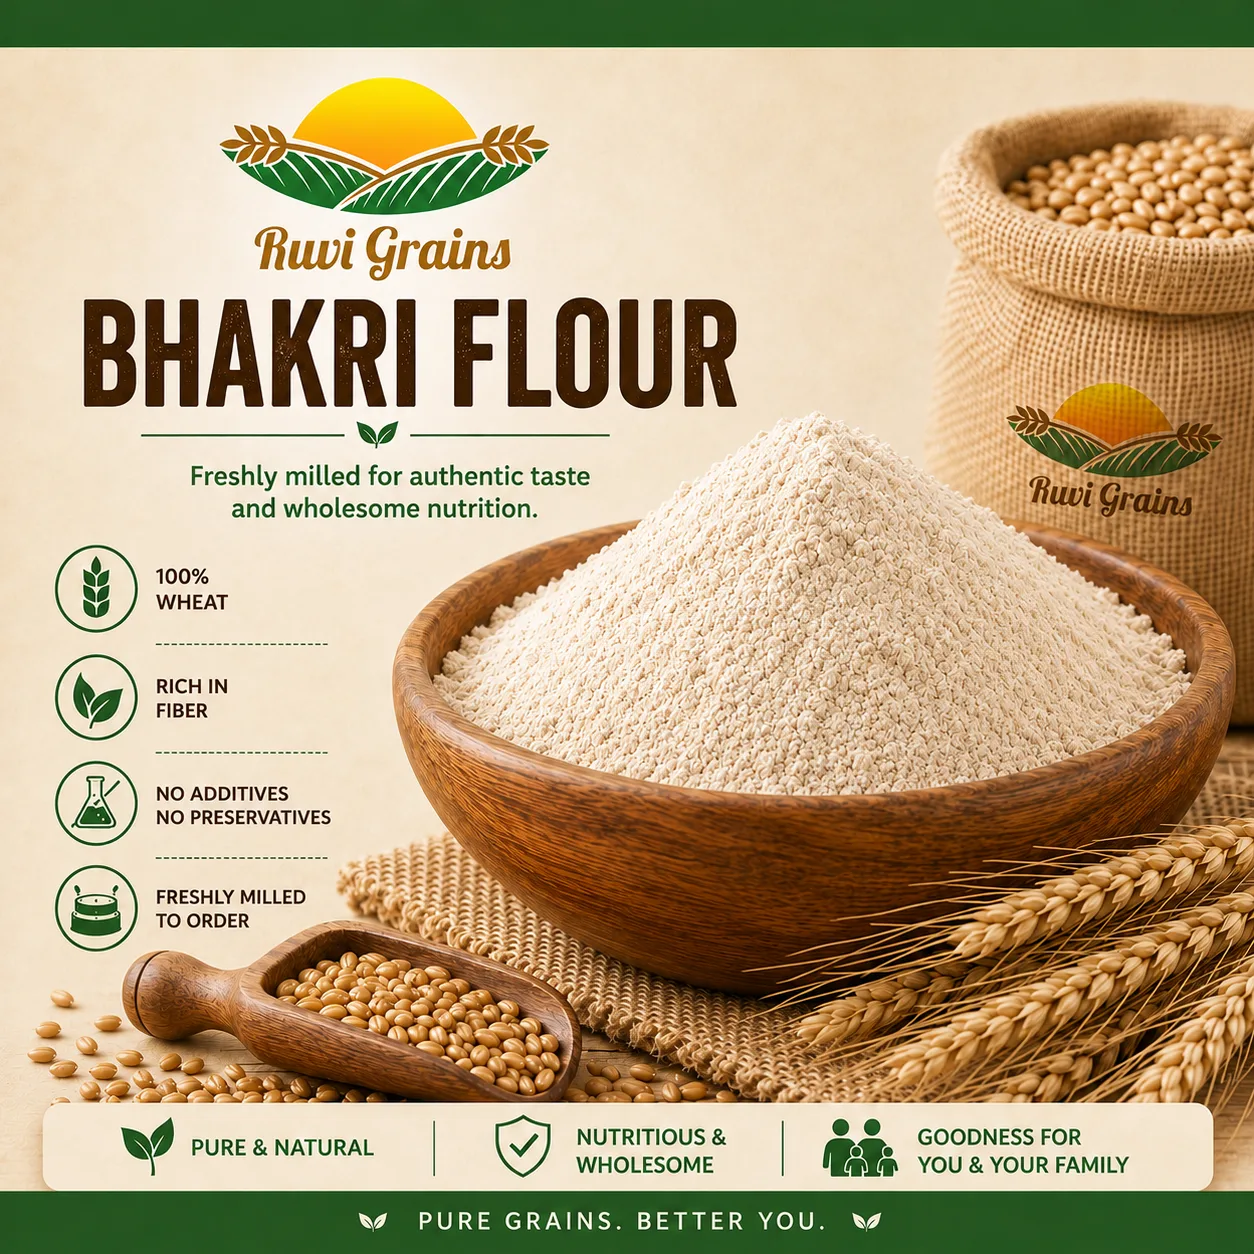 Ruvi Grains
BHAKRI FLOUR
Freshly milled for authentic taste
and wholesome nutrition.
100%
WHEAT
RICH IN
FIBER
NO ADDITIVES
NO PRESERVATIVES
FRESHLY MILLED
TO ORDER
Ruvi Grains
PURE & NATURAL
NUTRITIOUS &
WHOLESOME
GOODNESS FOR
YOU & YOUR FAMILY
PURE GRAINS. BETTER YOU.